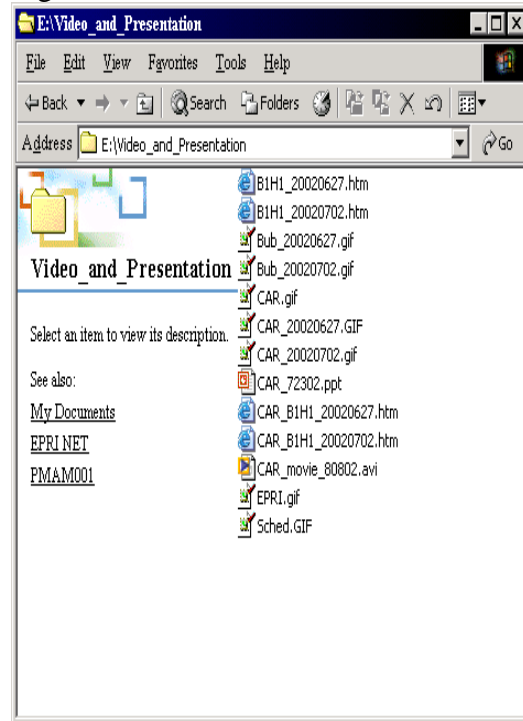 E:\Video_and_Presentation
File Edit View Favorites Tools Help
Back Search Folders
Address E:\Video_and_Presentation Go
Video_and_Presentation
Select an item to view its description.
See also:
My Documents
EPRI NET
PMAM001
B1H1_20020627.htm
B1H1_20020702.htm
Bub_20020627.gif
Bub_20020702.gif
CAR.gif
CAR_20020627.GIF
CAR_20020702.gif
CAR_72302.ppt
CAR_B1H1_20020627.htm
CAR_B1H1_20020702.htm
CAR_movie_80802.avi
EPRI.gif
Sched.GIF